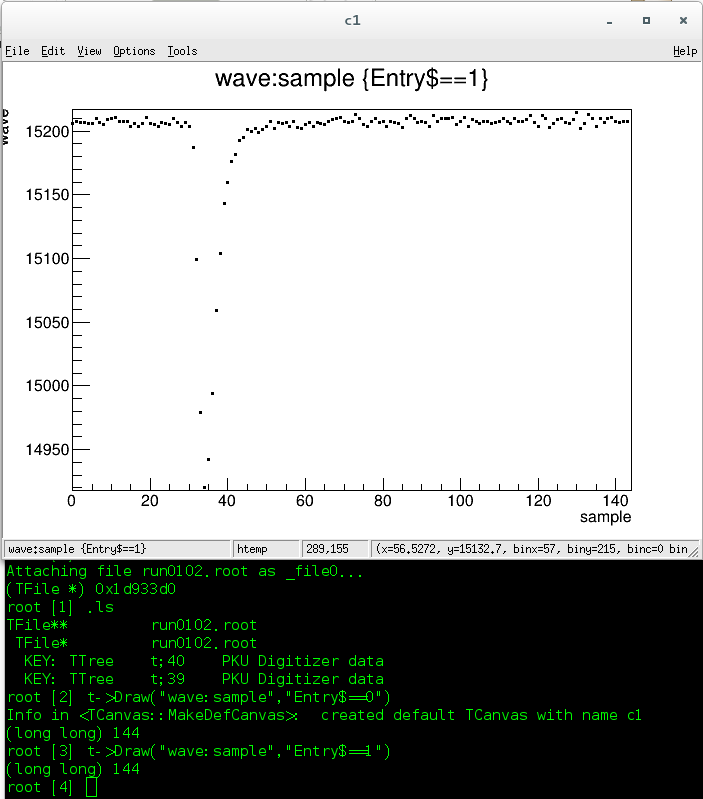 c1
File Edit View Options Tools Help
wave:sample {Entry$==1}
wave
15200
15150
15100
15050
15000
14950
0 20 40 60 80 100 120 140
sample
wave:sample {Entry$==1} htemp 289,155 (x=56.5272, y=15132.7, binx=57, biny=215, binc=0 bin
Attaching file run0102.root as _file0...
(TFile *) 0x1d933d0
root [1] .ls
TFile** run0102.root
TFile* run0102.root
KEY: TTree t;40 PKU Digitizer data
KEY: TTree t;39 PKU Digitizer data
root [2] t->Draw("wave:sample","Entry$==0")
Info in <TCanvas::MakeDefCanvas>: created default TCanvas with name c1
(long long) 144
root [3] t->Draw("wave:sample","Entry$==1")
(long long) 144
root [4]